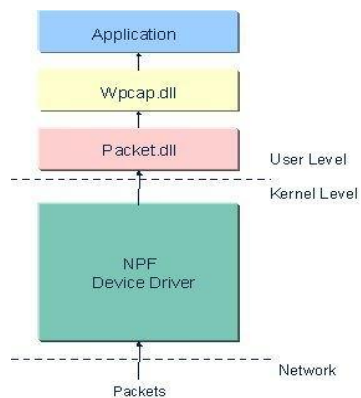 Application
Wpcap.dll
Packet.dll
User Level
Kernel Level
NPF
Device Driver
Network
Packets